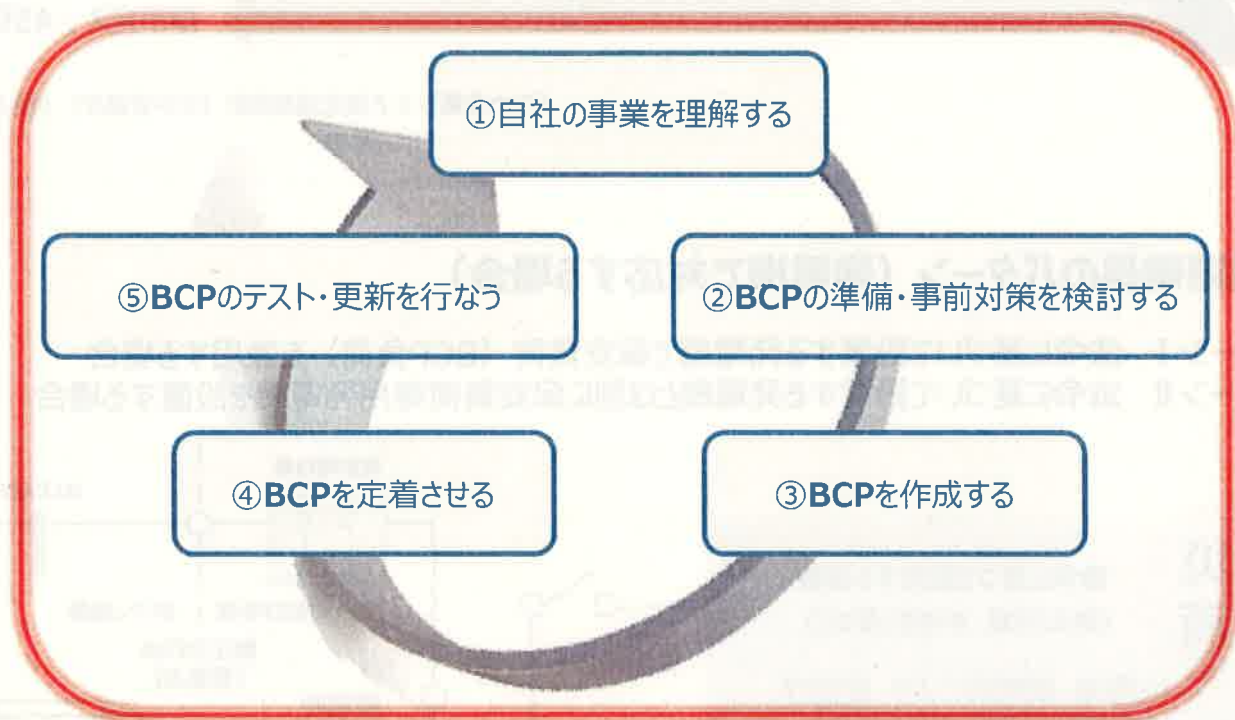 ①自社の事業を理解する
②BCPの準備・事前対策を検討する
③BCPを作成する
④BCPを定着させる
⑤BCPのテスト・更新を行なう